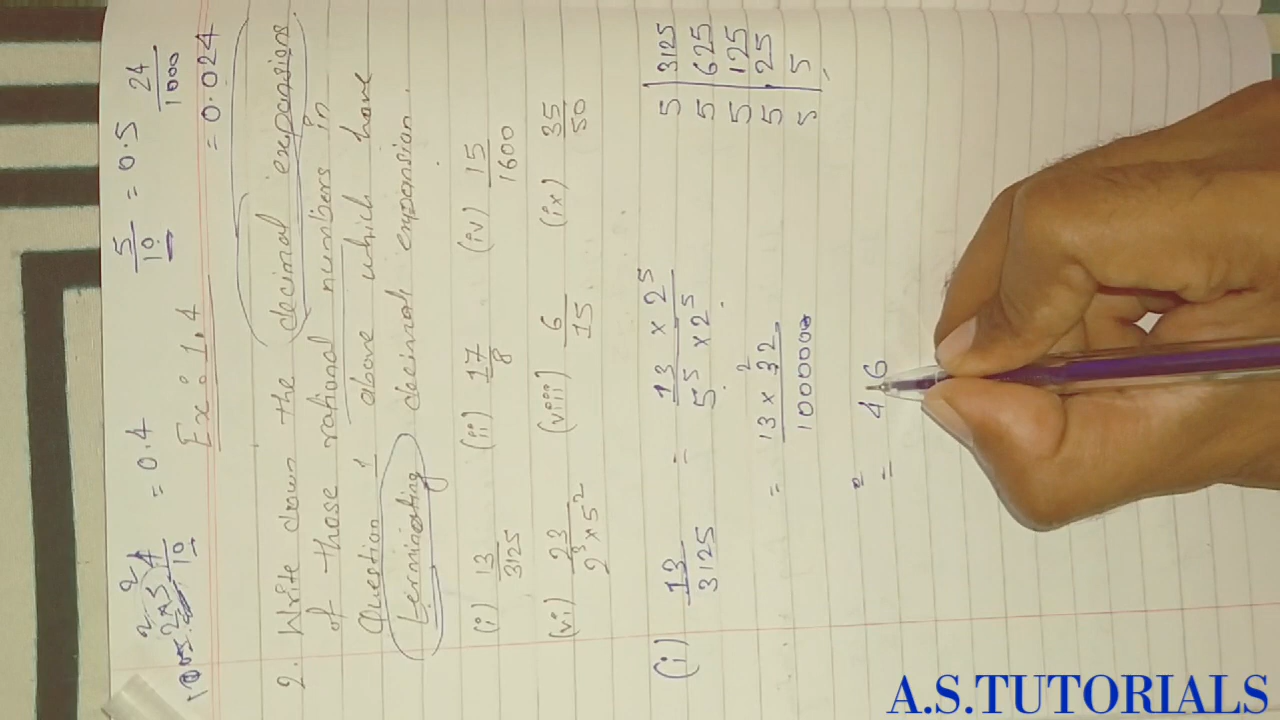 5/10 = 0.5
24/1000
= 0.024
4/10 = 0.4
Ex: 1.4
2. Write down the decimal expansions
of those rational numbers in
Question 1 above which have
terminating decimal expansion.
(i) 13/3125 (ii) 17/8 (iv) 15/1600
(vi) 23/2³×5² (viii) 6/15 (ix) 35/50
(i) 13/3125 = 13 × 2⁵/5⁵ × 2⁵
= 13 × 32/100000
= 416
5 | 3125
5 | 625
5 | 125
5 | 25
5 | 5
A.S.TUTORIALS